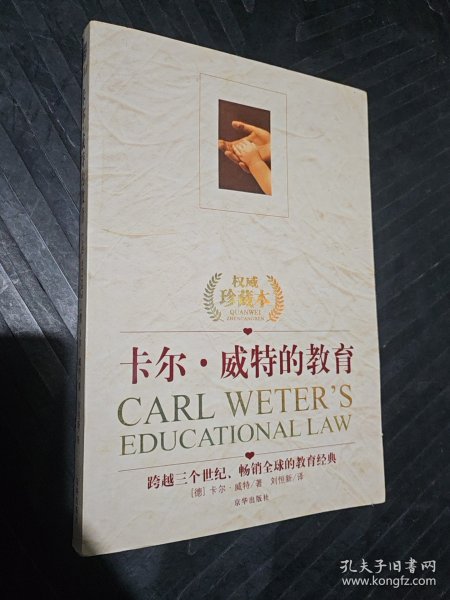 权威
珍藏本
QUANWEI
ZHENCANGBEN
卡尔·威特的教育
CARL WETER'S
EDUCATIONAL LAW
跨越三个世纪、畅销全球的教育经典
[德] 卡尔·威特/著 刘恒新/译
京华出版社
孔夫子旧书网
www.kongfz.com